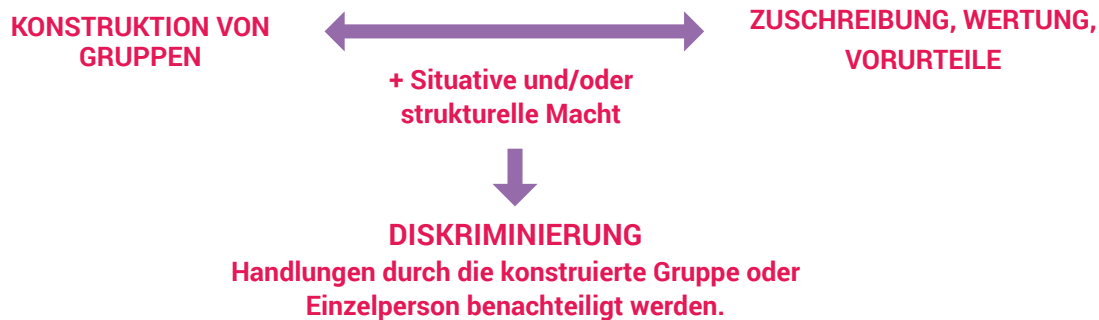 KONSTRUKTION VON
GRUPPEN
ZUSCHREIBUNG, WERTUNG,
VORURTEILE
+ Situative und/oder
strukturelle Macht
DISKRIMINIERUNG
Handlungen durch die konstruierte Gruppe oder
Einzelperson benachteiligt werden.